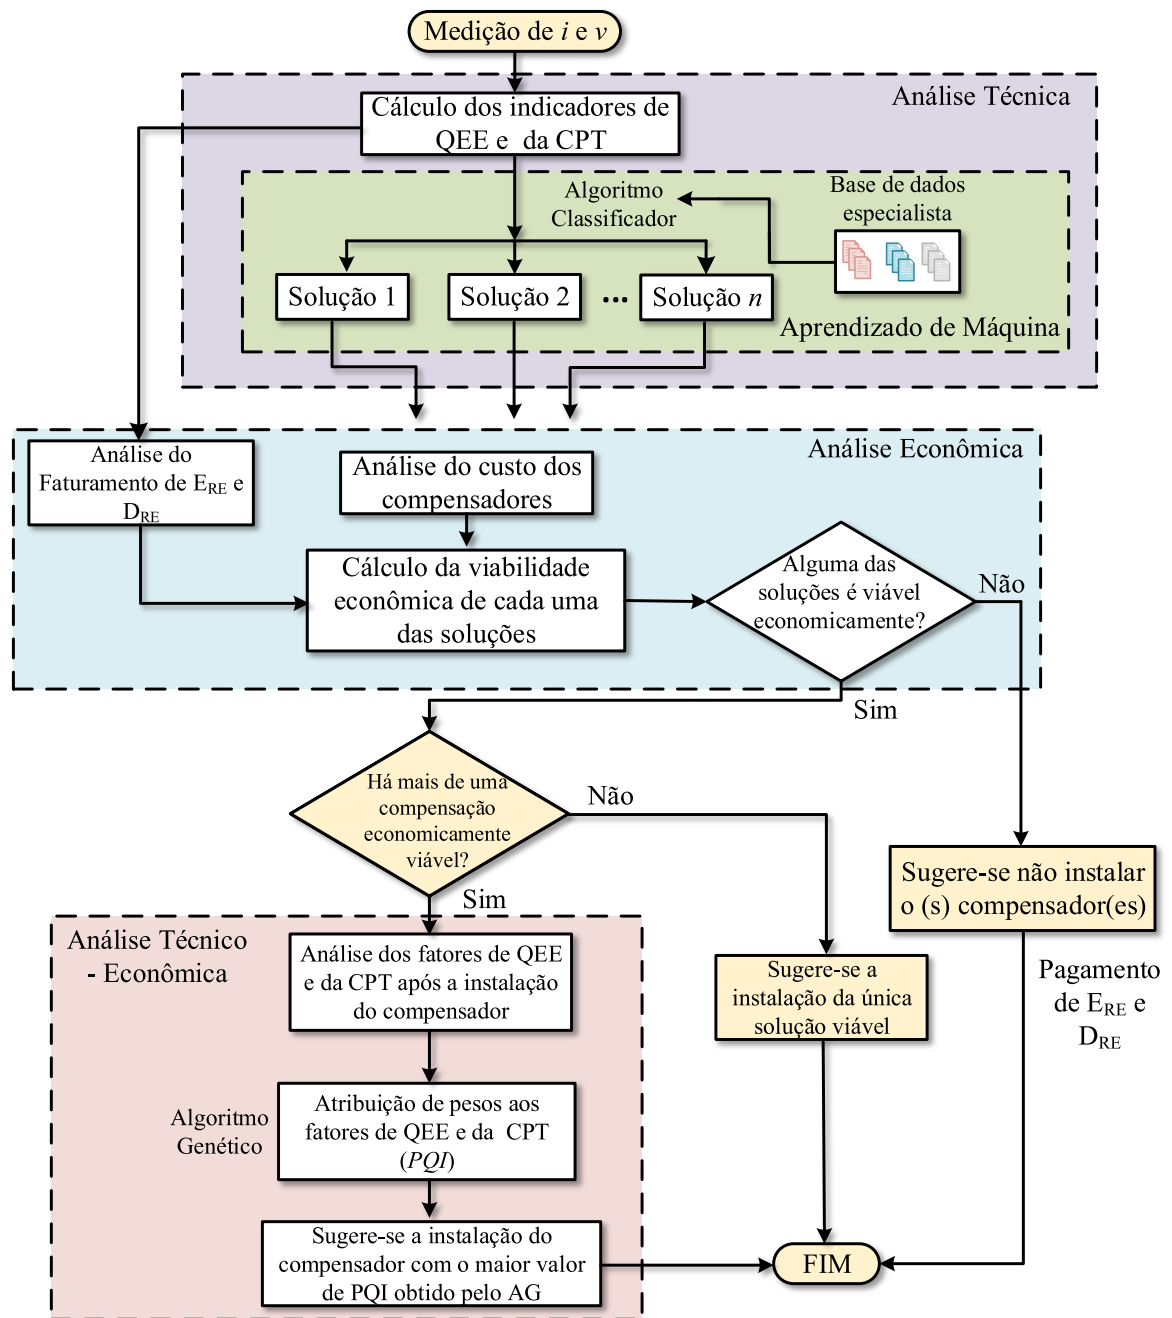 Medição de i e v
Análise Técnica
Cálculo dos indicadores de
QEE e da CPT
Algoritmo
Classificador
Base de dados
especialista
Solução 1
Solução 2
...
Solução n
Aprendizado de Máquina
Análise Econômica
Análise do
Faturamento de ERE e
DRE
Análise do custo dos
compensadores
Cálculo da viabilidade
econômica de cada uma
das soluções
Alguma das
soluções é viável
economicamente?
Não
Sim
Há mais de uma
compensação
economicamente
viável?
Não
Sim
Sugere-se não instalar
o (s) compensador(es)
Pagamento
de ERE e
DRE
Sugere-se a
instalação da única
solução viável
Análise Técnico
- Econômica
Análise dos fatores de QEE
e da CPT após a instalação
do compensador
Algoritmo
Genético
Atribuição de pesos aos
fatores de QEE e da CPT
(PQI)
Sugere-se a instalação do
compensador com o maior valor
de PQI obtido pelo AG
FIM